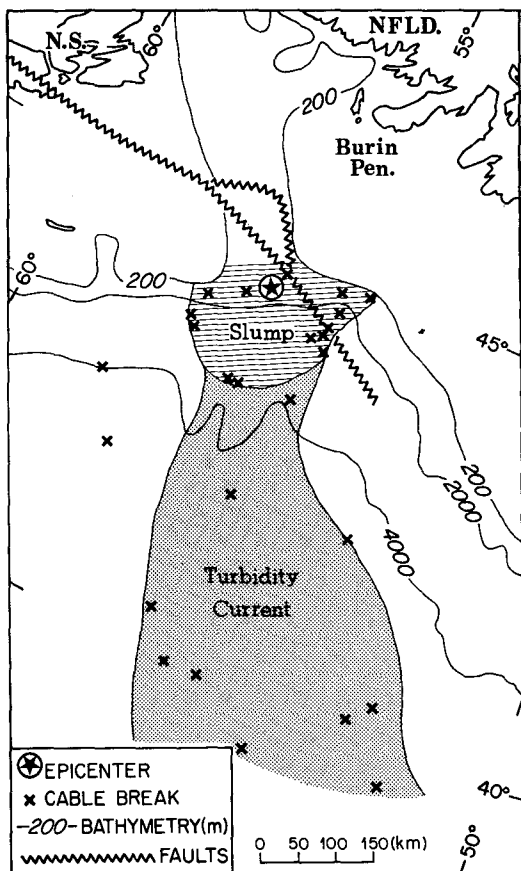 60°
NFLD.
55°
N.S.
200
Burin
Pen.
60°
200
Slump
45°
200
2000
4000
Turbidity
Current
EPICENTER
CABLE BREAK
-200- BATHYMETRY(m)
FAULTS
0 50 100 150 (km)
40°
50°